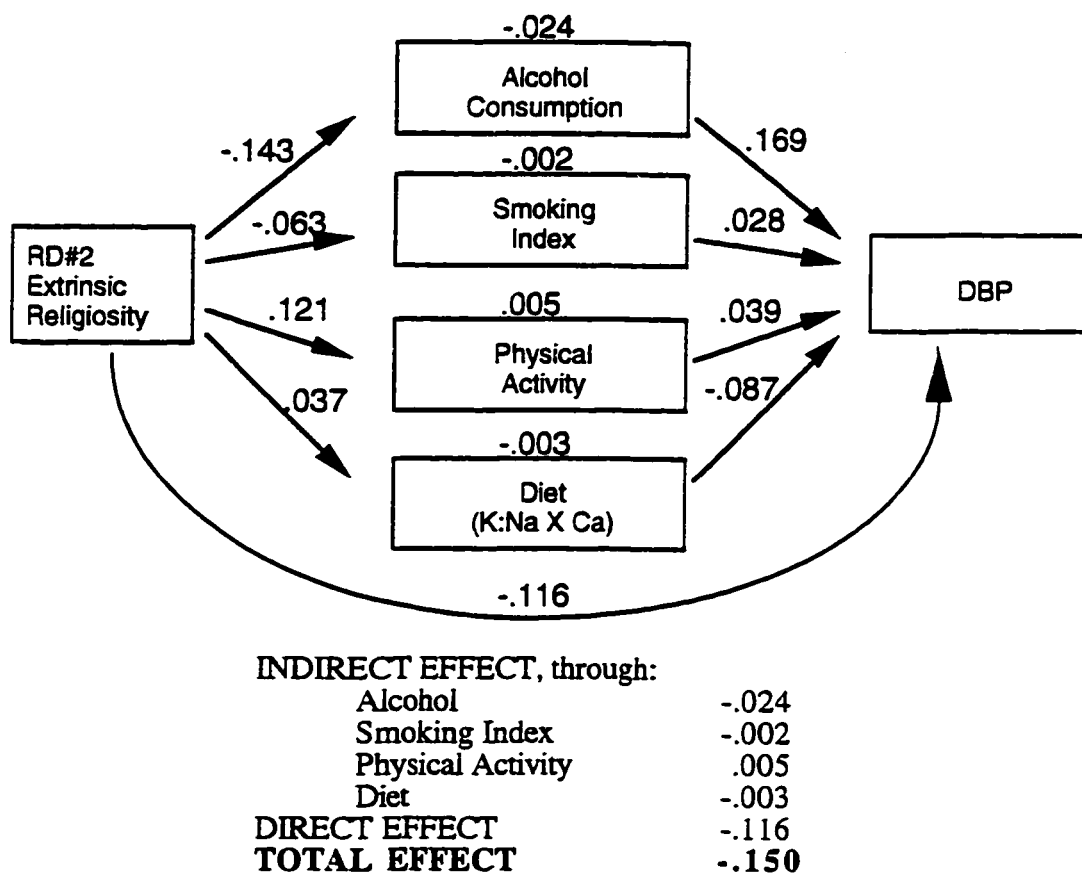 -.024
Alcohol
Consumption
-.143
.169
-.002
Smoking
Index
-.063
.028
RD#2
Extrinsic
Religiosity
DBP
.005
.121
.039
Physical
Activity
.037
-.087
-.003
Diet
(K:Na X Ca)
-.116
INDIRECT EFFECT, through:
Alcohol -.024
Smoking Index -.002
Physical Activity .005
Diet -.003
DIRECT EFFECT -.116
TOTAL EFFECT -.150